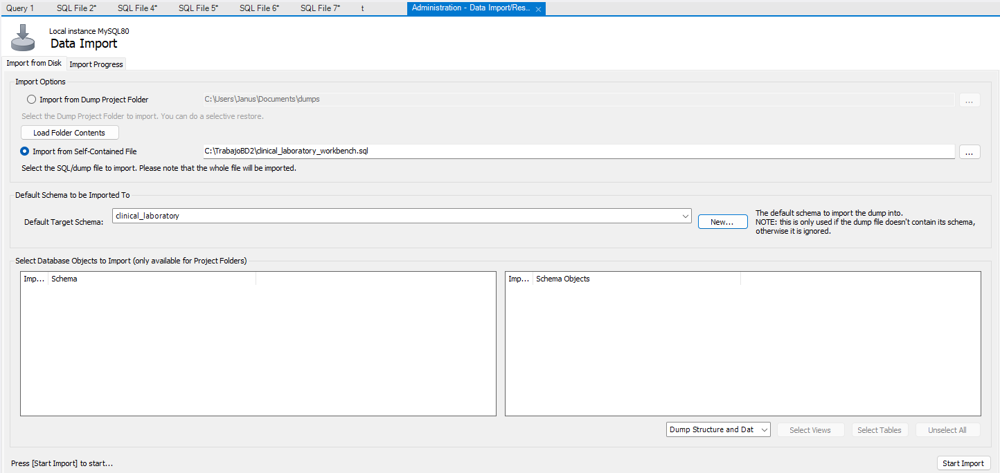 Query 1 SQL File 2* SQL File 4* SQL File 5* SQL File 6* SQL File 7* t Administration - Data Import/Res...
Local instance MySQL80
Data Import
Import from Disk Import Progress
Import Options
Import from Dump Project Folder C:\Users\Janus\Documents\dumps ...
Select the Dump Project Folder to import. You can do a selective restore.
Load Folder Contents
Import from Self-Contained File C:\TrabajoBD2\clinical_laboratory_workbench.sql ...
Select the SQL/dump file to import. Please note that the whole file will be imported.
Default Schema to be Imported To
Default Target Schema: clinical_laboratory New...
The default schema to import the dump into.
NOTE: this is only used if the dump file doesn't contain its schema,
otherwise it is ignored.
Select Database Objects to Import (only available for Project Folders)
Imp... Schema Imp... Schema Objects
Dump Structure and Dat Select Views Select Tables Unselect All
Press [Start Import] to start... Start Import